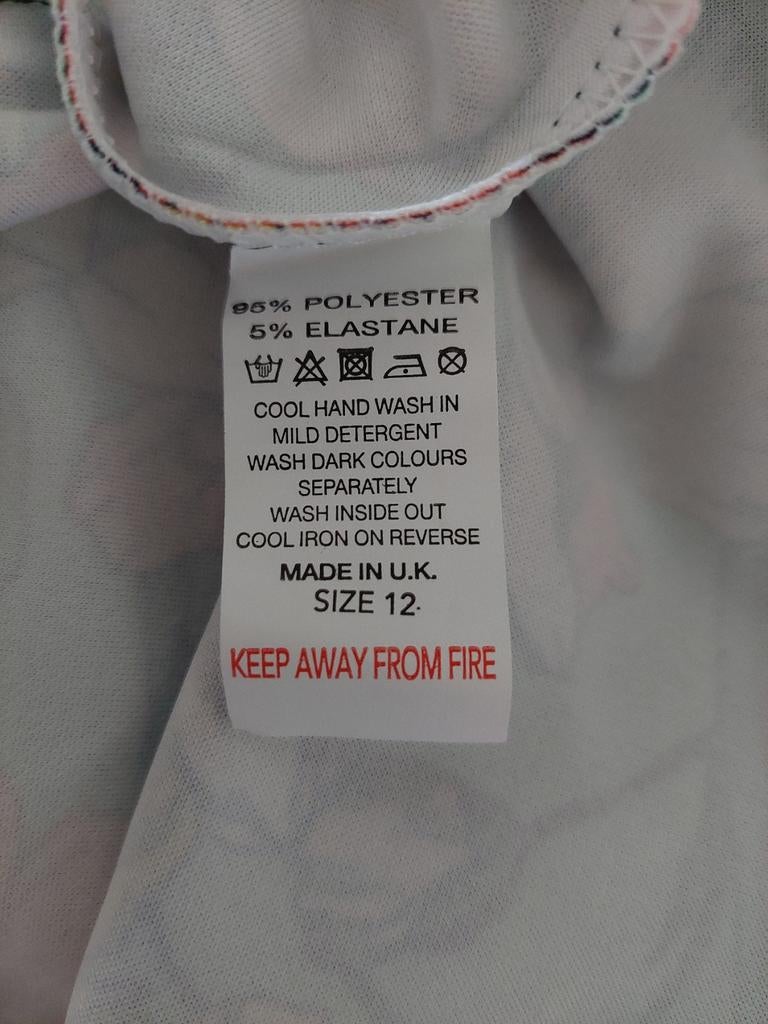 95% POLYESTER
5% ELASTANE
COOL HAND WASH IN
MILD DETERGENT
WASH DARK COLOURS
SEPARATELY
WASH INSIDE OUT
COOL IRON ON REVERSE
MADE IN U.K.
SIZE 12.
KEEP AWAY FROM FIRE